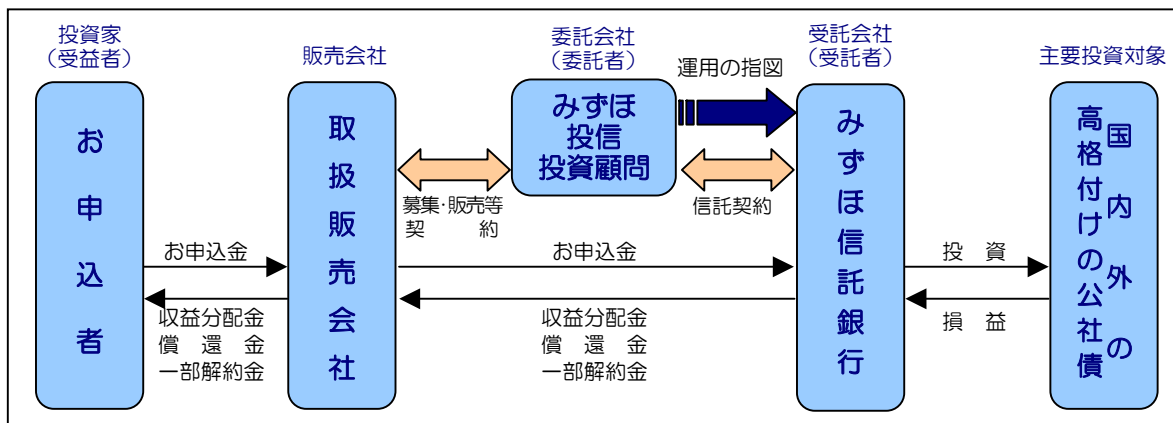 投資家
(受益者)
お申込者
販売会社
取扱販売会社
委託会社
(委託者)
みずほ
投信
投資顧問
運用の指図
受託会社
(受託者)
みずほ信託銀行
主要投資対象
国内外の
高格付けの公社債
募集・販売等
契 約
信託契約
お申込金
お申込金
投 資
収益分配金
償 還 金
一部解約金
収益分配金
償 還 金
一部解約金
損 益